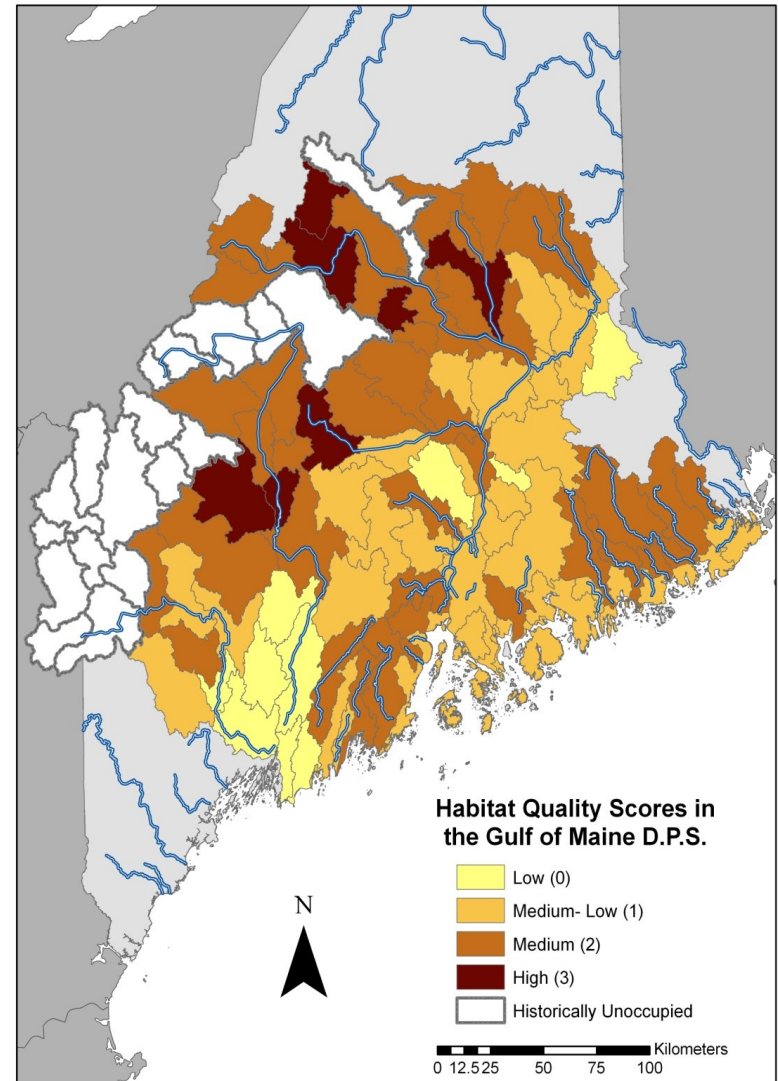 N
Habitat Quality Scores in
the Gulf of Maine D.P.S.
Low (0)
Medium- Low (1)
Medium (2)
High (3)
Historically Unoccupied
Kilometers
0 12.5 25 50 75 100